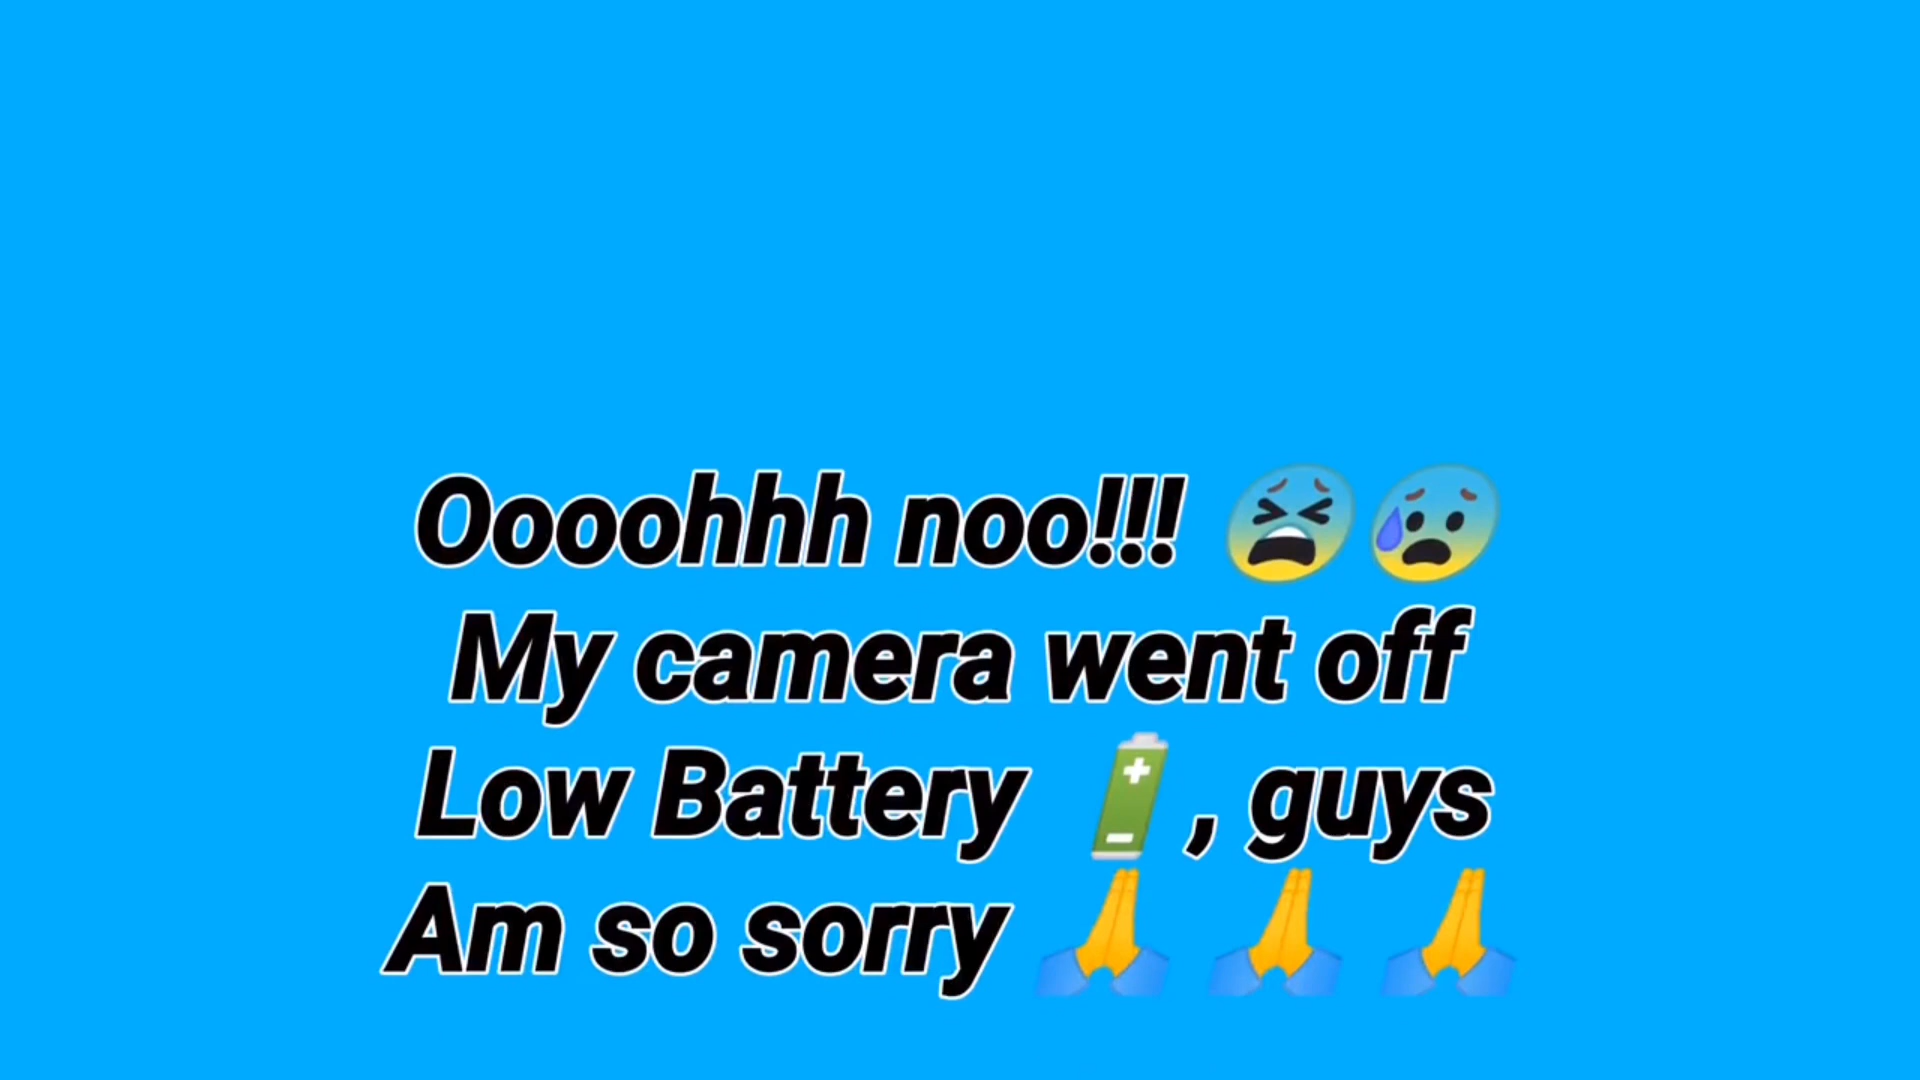 Oooohhh noo!!! 😫😰
My camera went off
Low Battery 🔋, guys
Am so sorry 🙏 🙏 🙏